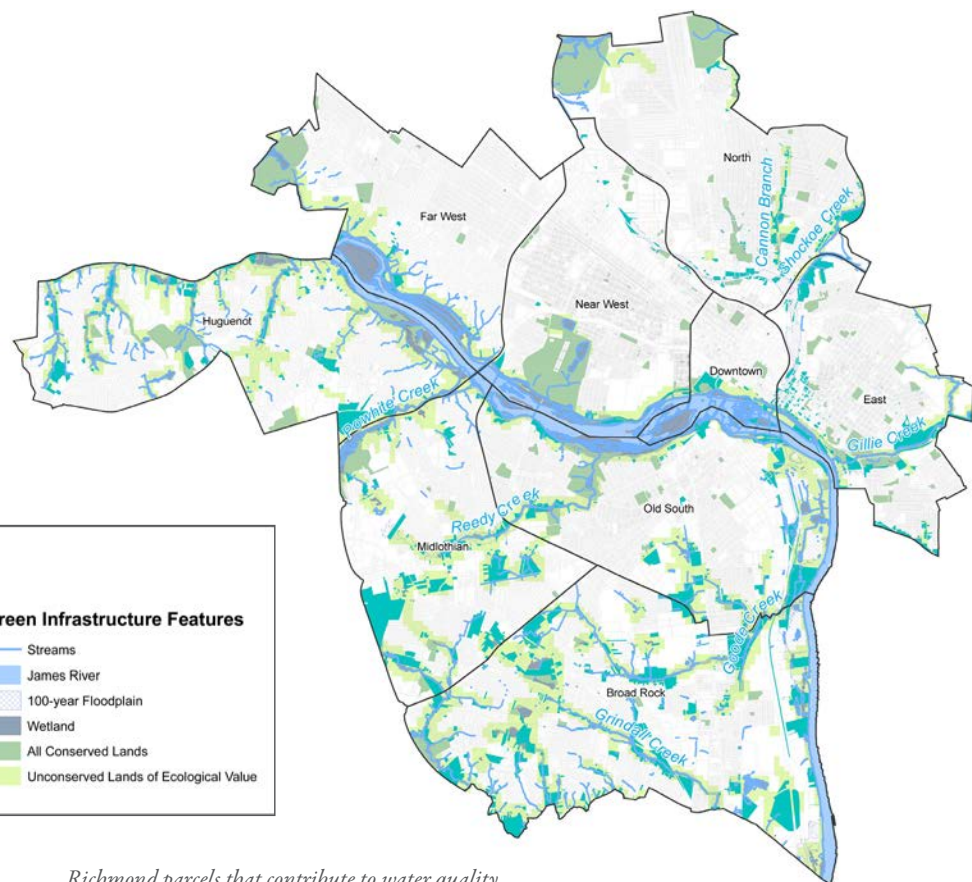 North
Cannon Branch
Shockoe Creek
Far West
Near West
Huguenot
Downtown
East
Powhite Creek
Gillie Creek
Reedy Creek
Old South
Midlothian
Goode Creek
Broad Rock
Grindall Creek
reen Infrastructure Features
Streams
James River
100-year Floodplain
Wetland
All Conserved Lands
Unconserved Lands of Ecological Value
Richmond parcels that contribute to water quality